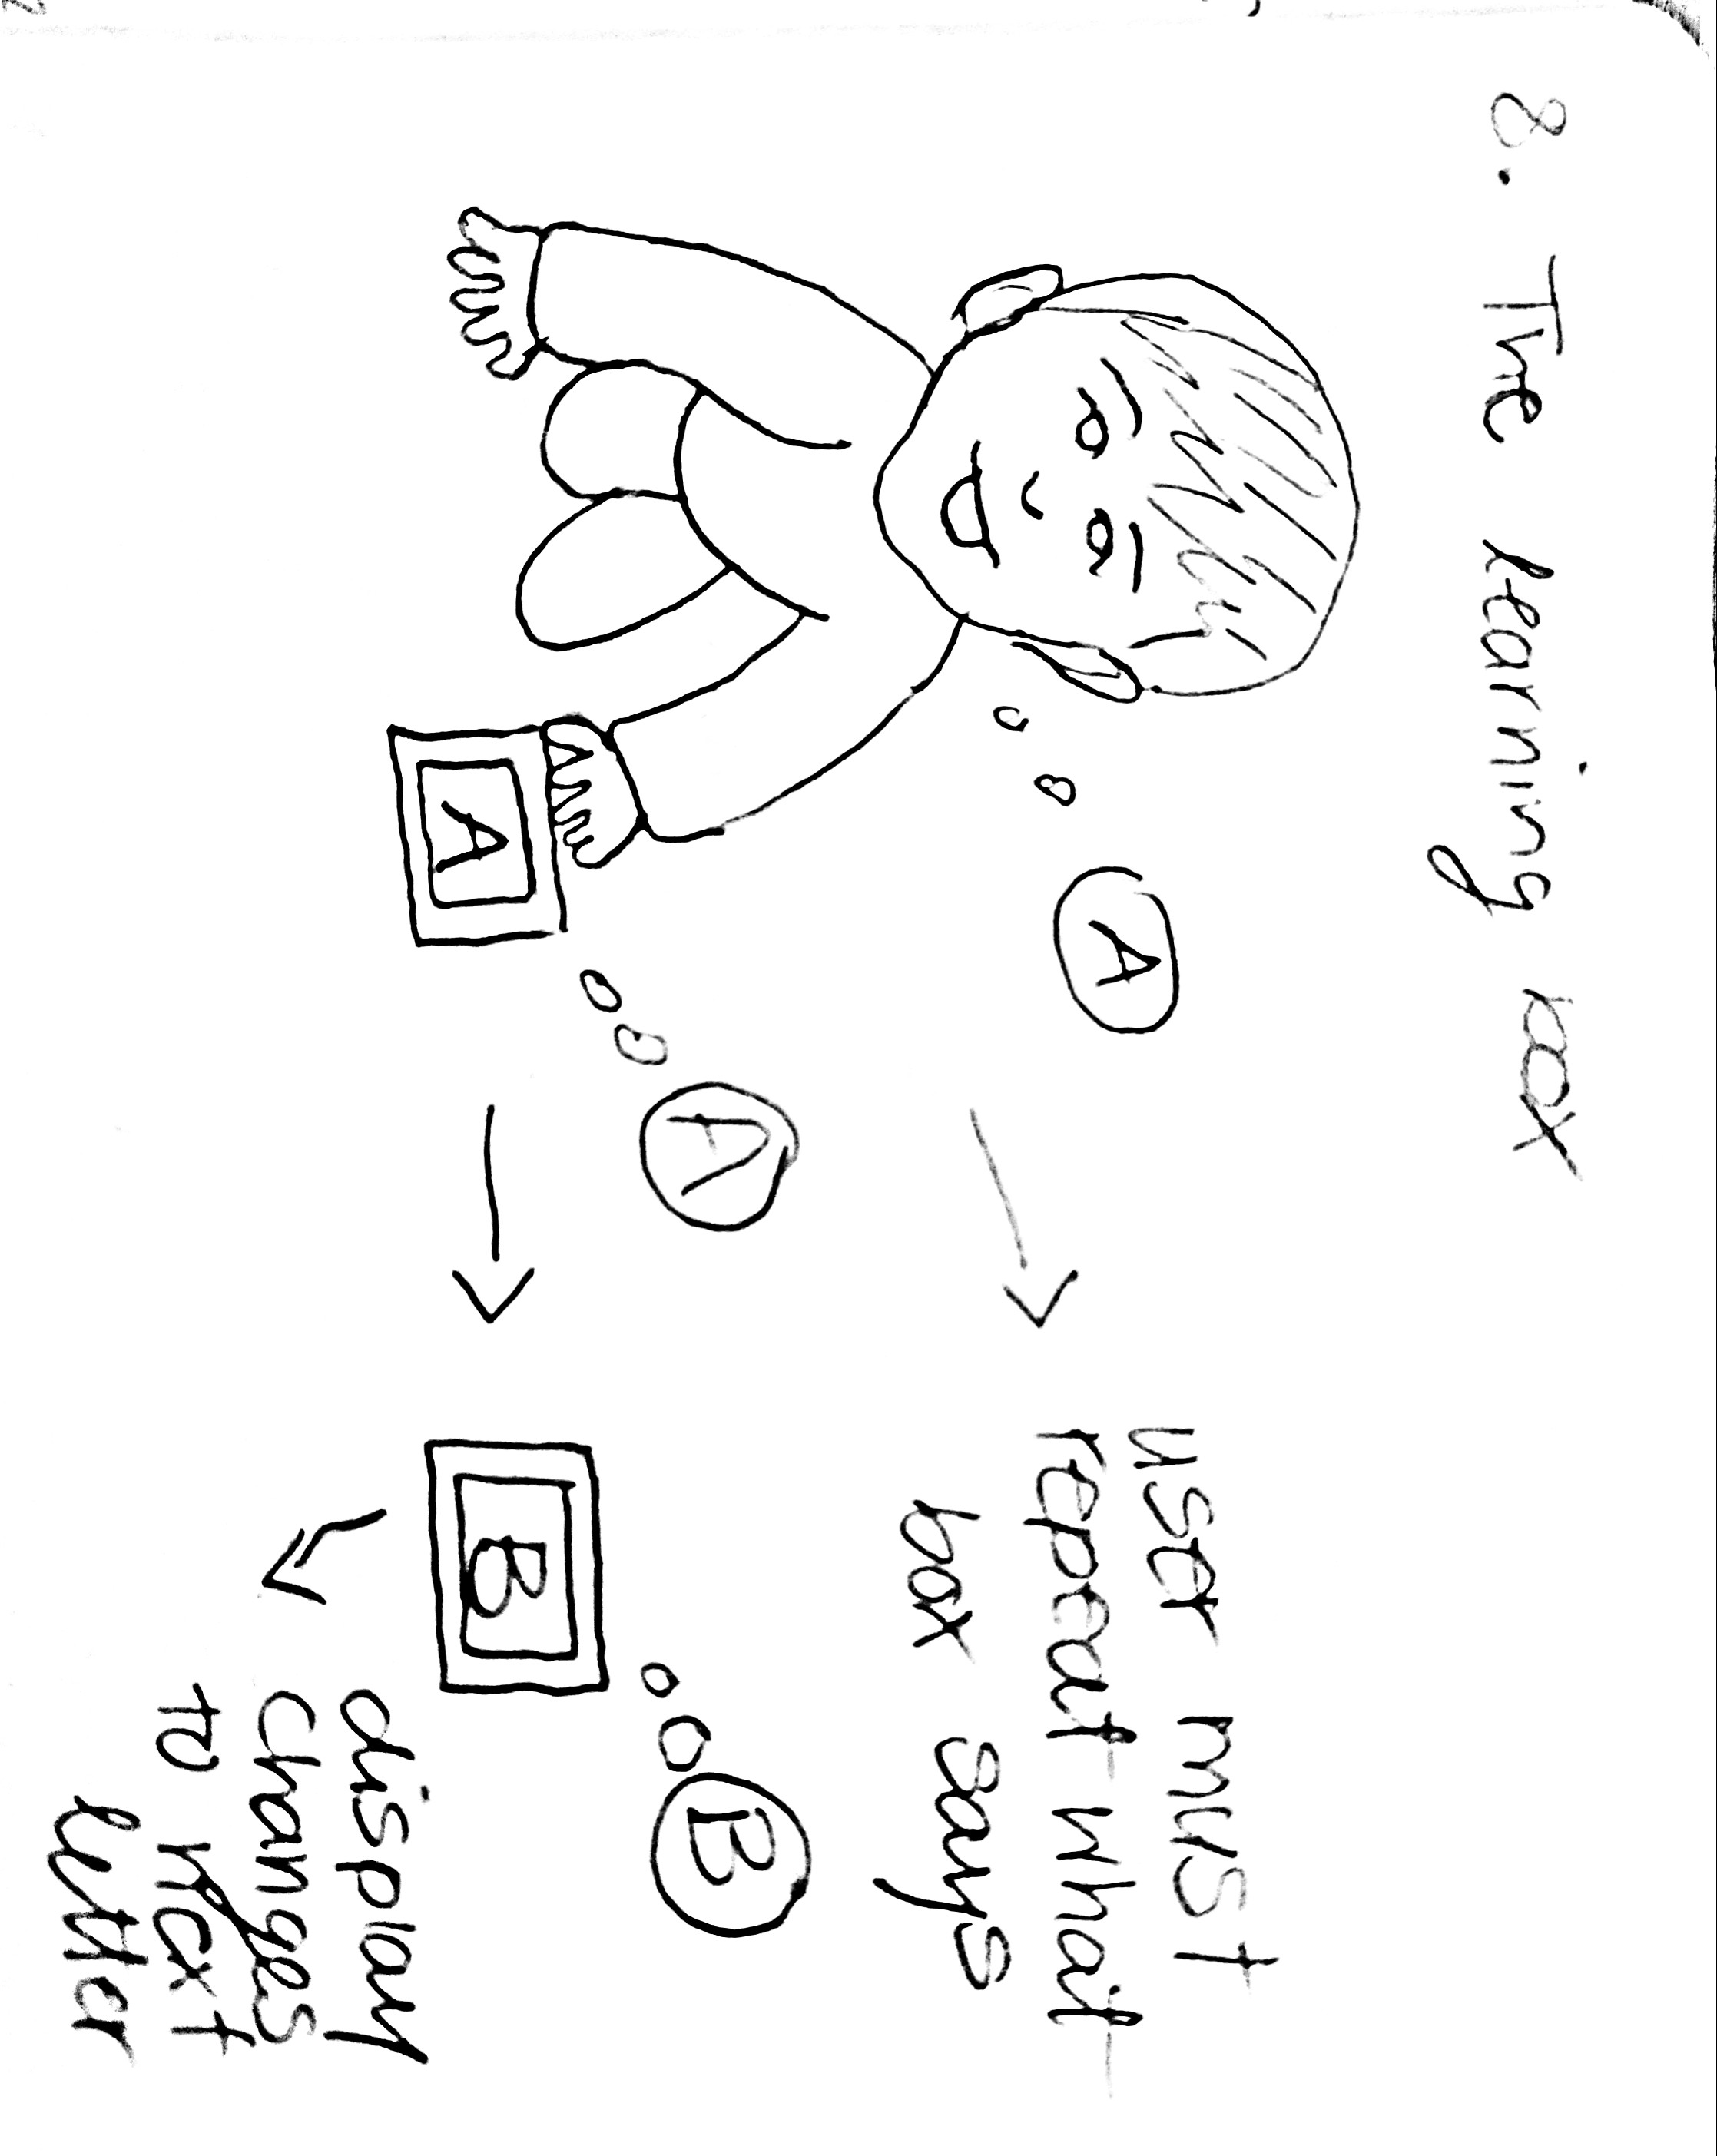 8. The learning box
A
user must
repeat what
box says
A
B
A
B
display
changes
to next
letter